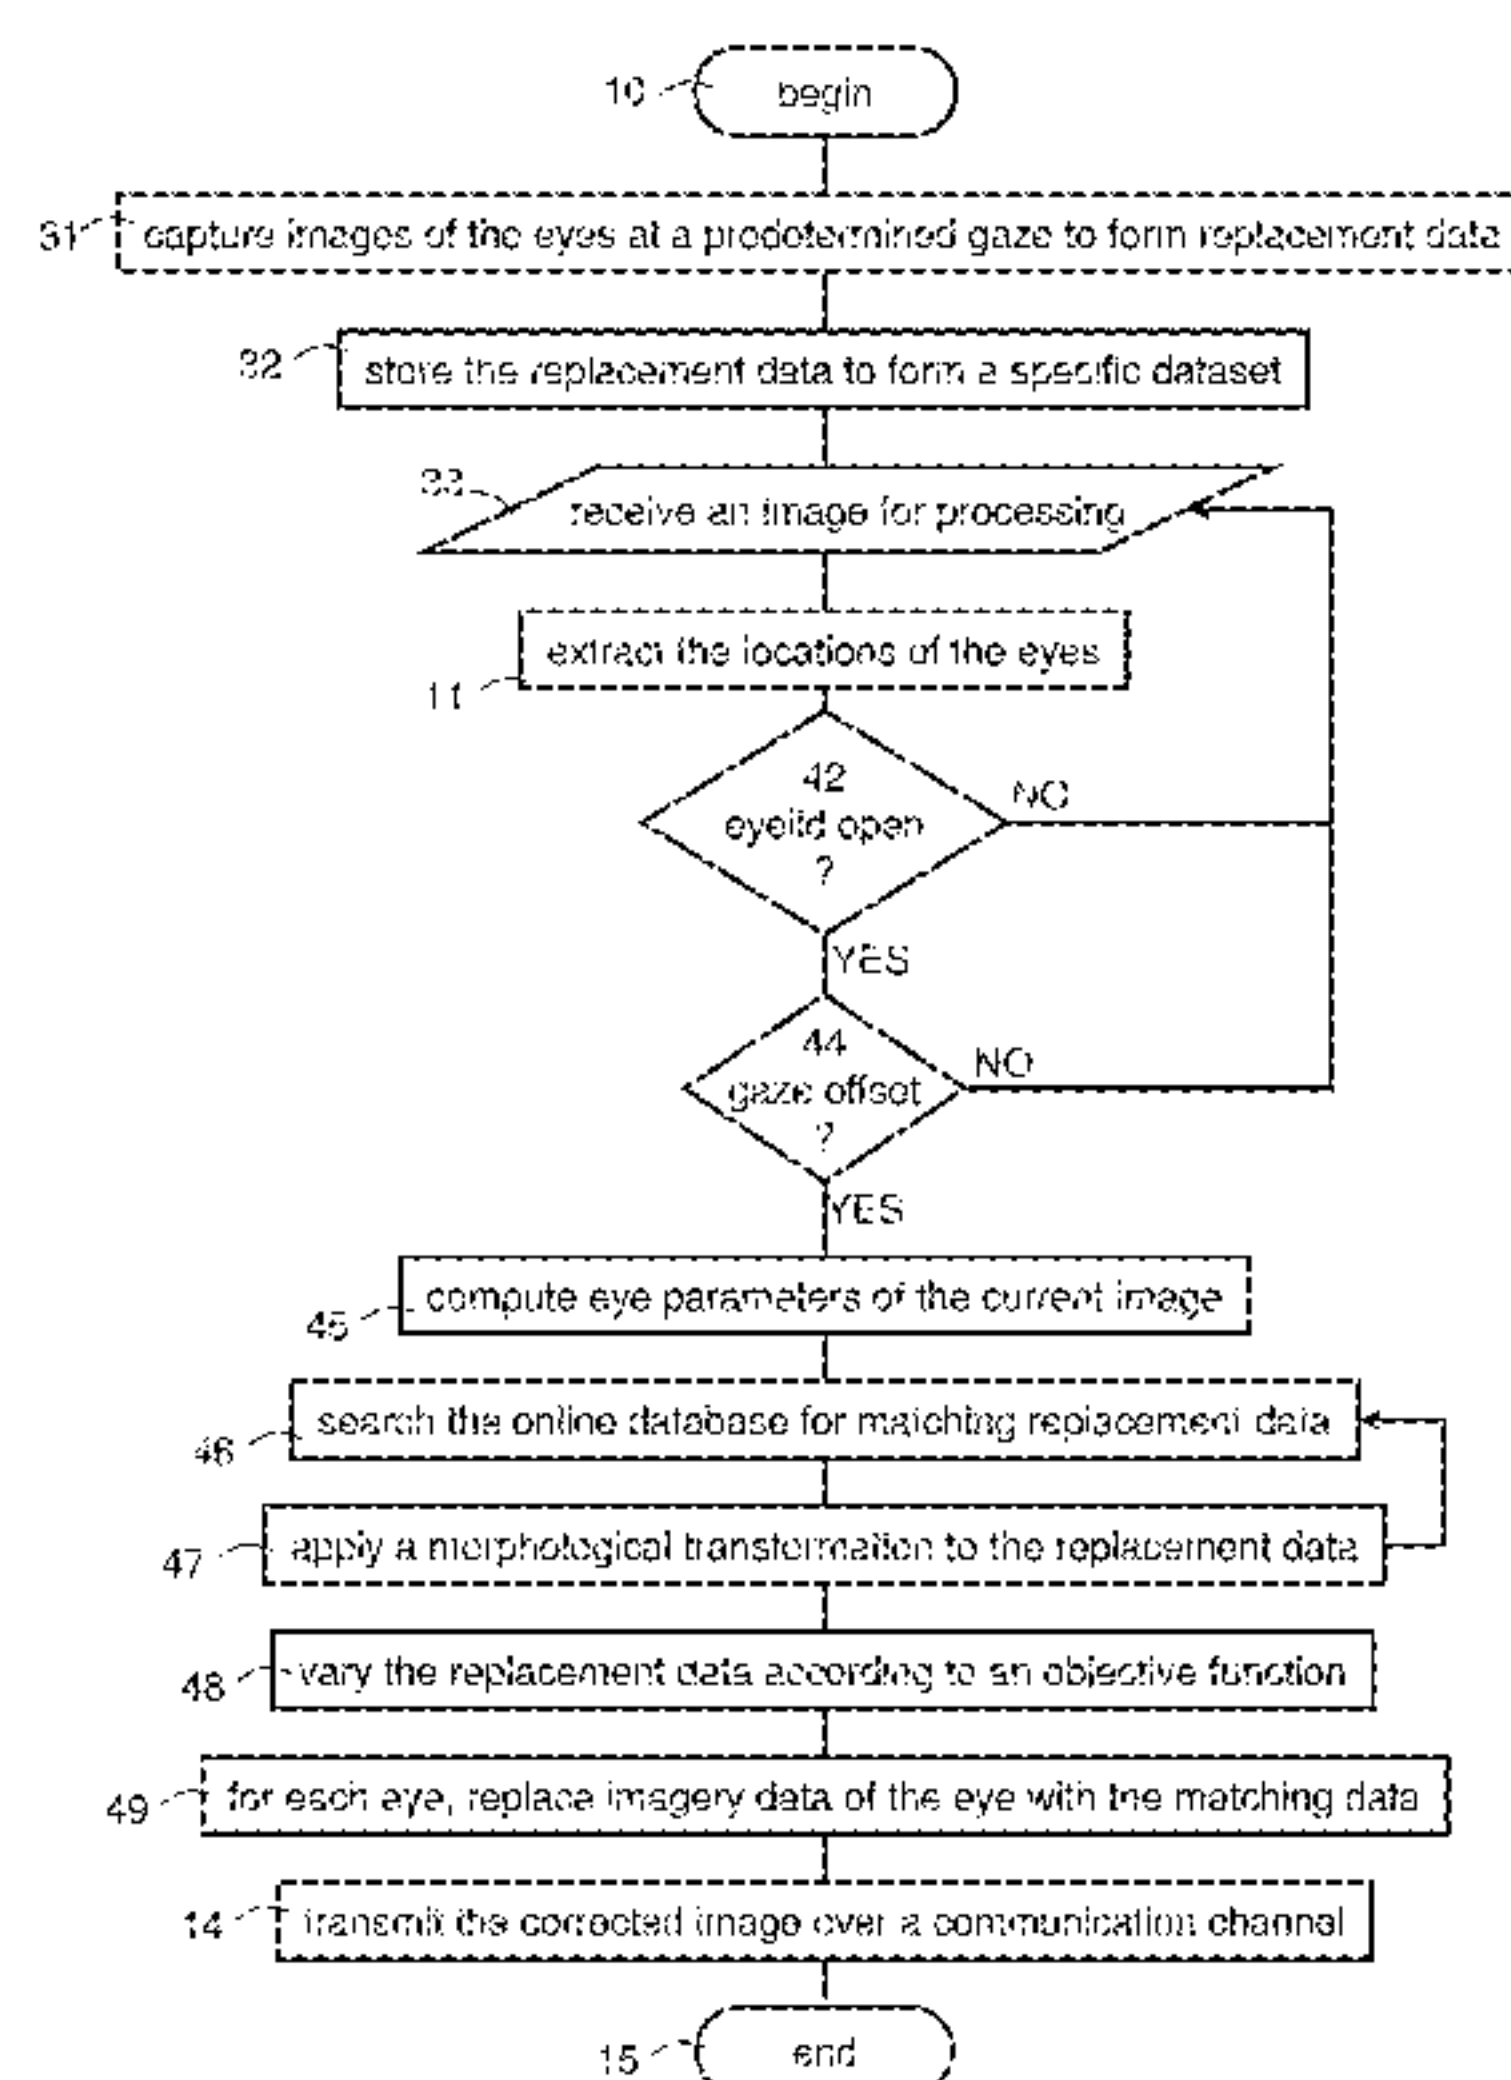 10 begin
31 capture images of the eyes at a predetermined gaze to form replacement data
32 store the replacement data to form a specific dataset
33 receive an image for processing
extract the locations of the eyes
11
42
eyelid open
?
NO
YES
44
gaze offset
?
NO
YES
compute eye parameters of the current image
45
search the online database for matching replacement data
46
apply a morphological transformation to the replacement data
47
vary the replacement data according to an objective function
48
for each eye, replace imagery data of the eye with the matching data
49
14 transmit the corrected image over a communication channel
15 end